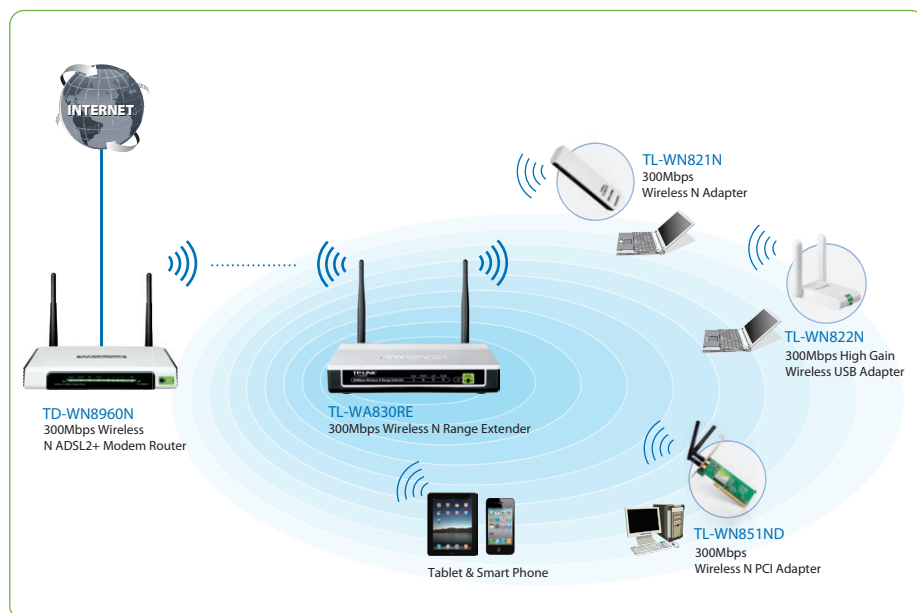 INTERNET
TL-WN821N
300Mbps
Wireless N Adapter
TL-WN822N
300Mbps High Gain
Wireless USB Adapter
TD-WN8960N
300Mbps Wireless
N ADSL2+ Modem Router
TP-LINK
TL-WA830RE
300Mbps Wireless N Range Extender
Tablet & Smart Phone
TL-WN851ND
300Mbps
Wireless N PCI Adapter